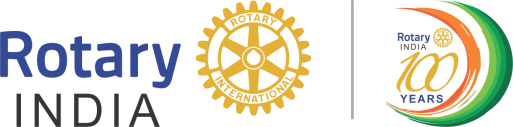 Rotary
INDIA
ROTARY
INTERNATIONAL
Rotary
INDIA
100
YEARS